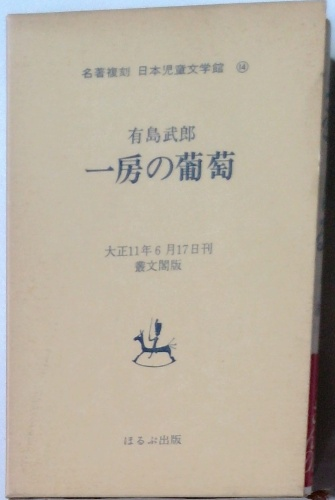 名著複刻 日本児童文学館 ⑭
有島武郎
一房の葡萄
大正11年6月17日刊
叢文閣版
ほるぷ出版